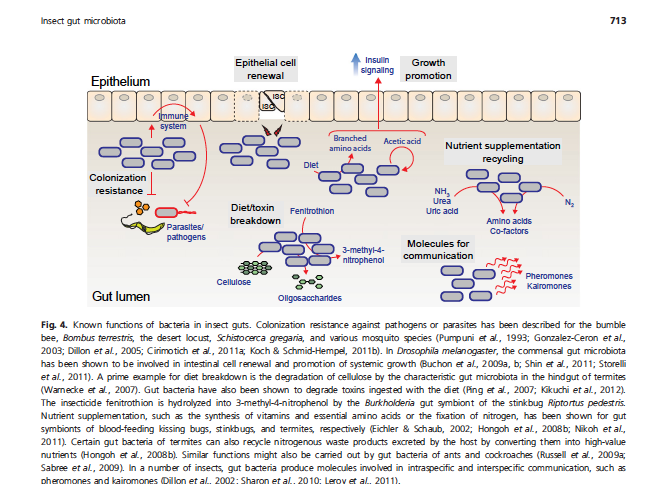 Insect gut microbiota
713
Epithelial cell
renewal
Insulin
signaling
Growth
promotion
Epithelium
ISC
ISC
Immune
system
Branched
amino acids
Acetic acid
Diet
Nutrient supplementation
recycling
Colonization
resistance
NH3
Urea
Uric acid
N2
Amino acids
Co-factors
Parasites/
pathogens
Diet/toxin
breakdown
Fenitrothion
3-methyl-4-
nitrophenol
Molecules for
communication
Cellulose
Oligosaccharides
Pheromones
Kairomones
Gut lumen
Fig. 4. Known functions of bacteria in insect guts. Colonization resistance against pathogens or parasites has been described for the bumble
bee, Bombus terrestris, the desert locust, Schistocerca gregaria, and various mosquito species (Pumpuni et al., 1993; Gonzalez-Ceron et al.,
2003; Dillon et al., 2005; Cirimotich et al., 2011a; Koch & Schmid-Hempel, 2011b). In Drosophila melanogaster, the commensal gut microbiota
has been shown to be involved in intestinal cell renewal and promotion of systemic growth (Buchon et al., 2009a, b; Shin et al., 2011; Storelli
et al., 2011). A prime example for diet breakdown is the degradation of cellulose by the characteristic gut microbiota in the hindgut of termites
(Warnecke et al., 2007). Gut bacteria have also been shown to degrade toxins ingested with the diet (Ping et al., 2007; Kikuchi et al., 2012).
The insecticide fenitrothion is hydrolyzed into 3-methyl-4-nitrophenol by the Burkholderia gut symbiont of the stinkbug Riptortus pedestris.
Nutrient supplementation, such as the synthesis of vitamins and essential amino acids or the fixation of nitrogen, has been shown for gut
symbionts of blood-feeding kissing bugs, stinkbugs, and termites, respectively (Eichler & Schaub, 2002; Hongoh et al., 2008b; Nikoh et al.,
2011). Certain gut bacteria of termites can also recycle nitrogenous waste products excreted by the host by converting them into high-value
nutrients (Hongoh et al., 2008b). Similar functions might also be carried out by gut bacteria of ants and cockroaches (Russell et al., 2009a;
Sabree et al., 2009). In a number of insects, gut bacteria produce molecules involved in intraspecific and interspecific communication, such as
pheromones and kairomones (Dillon et al., 2002; Sharon et al., 2010; Leroy et al., 2011).